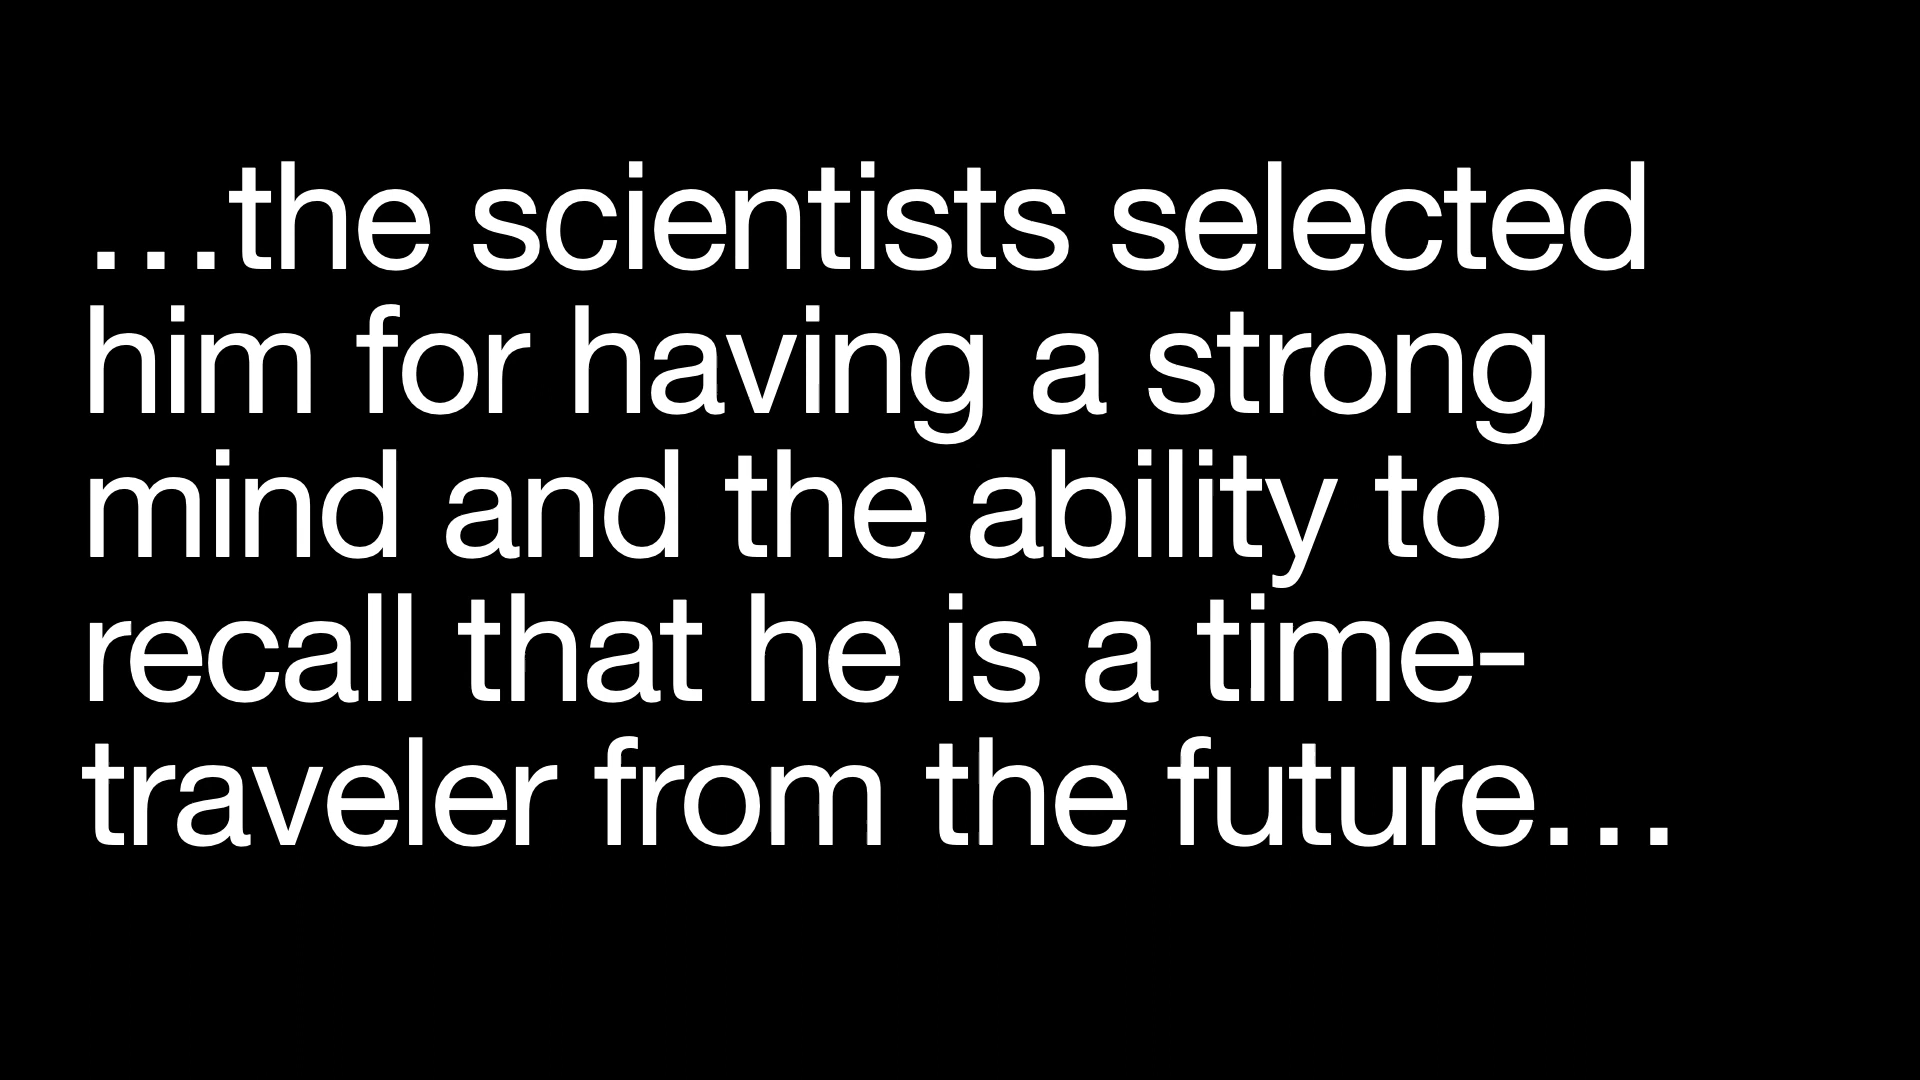 …the scientists selected
him for having a strong
mind and the ability to
recall that he is a time-
traveler from the future…